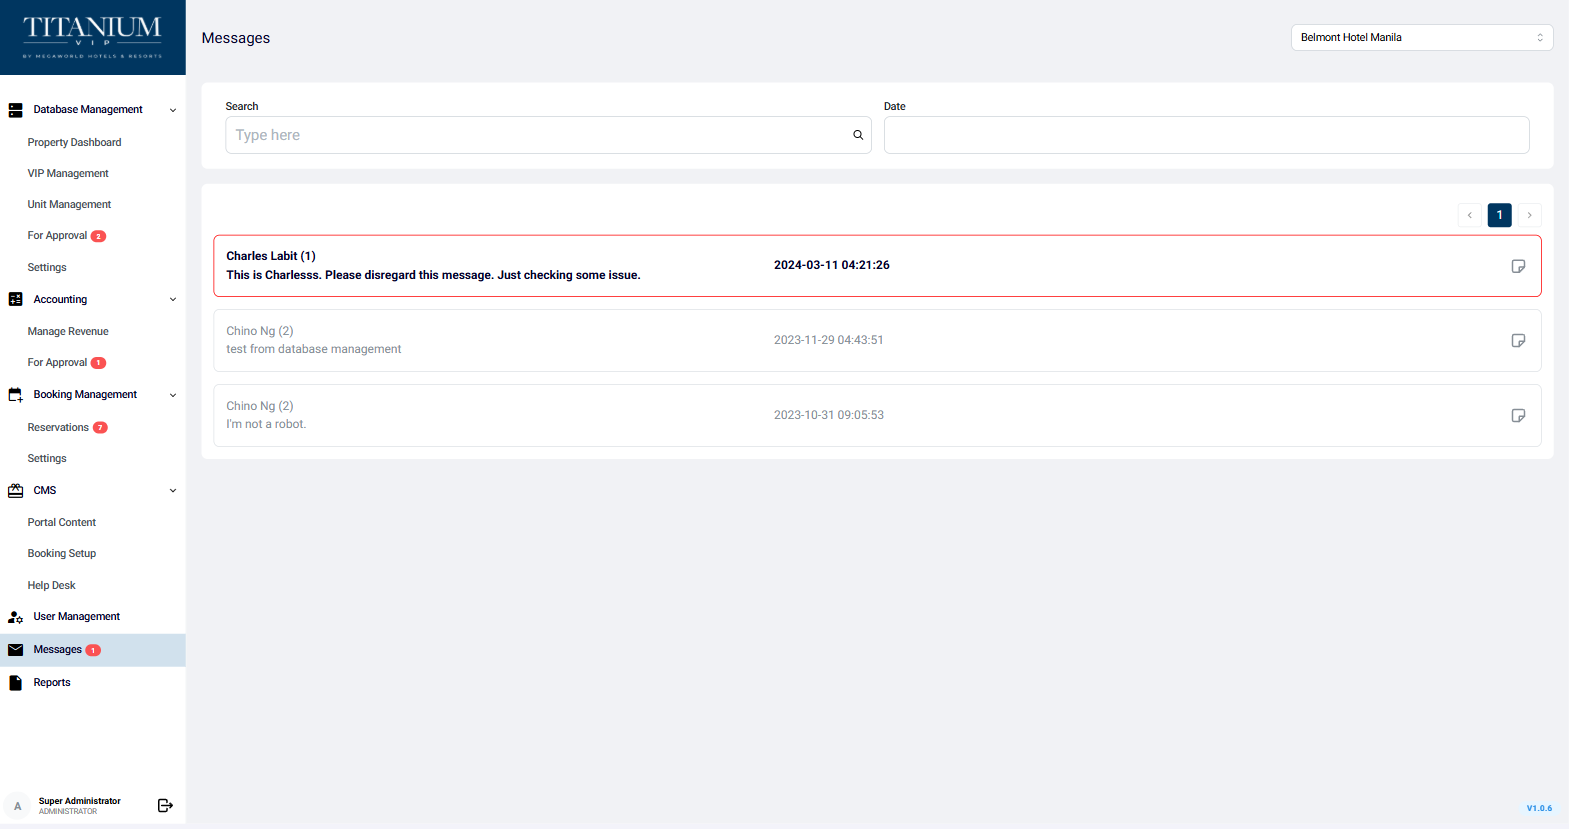 TITANIUM
VIP
BY MEGAWORLD HOTELS & RESORTS
Messages
Belmont Hotel Manila
Database Management
Property Dashboard
VIP Management
Unit Management
For Approval 2
Settings
Accounting
Manage Revenue
For Approval 1
Booking Management
Reservations 7
Settings
CMS
Portal Content
Booking Setup
Help Desk
User Management
Messages 1
Reports
A
Super Administrator
ADMINISTRATOR
Search
Type here
Date
1
Charles Labit (1)
This is Charlesss. Please disregard this message. Just checking some issue.
2024-03-11 04:21:26
Chino Ng (2)
test from database management
2023-11-29 04:43:51
Chino Ng (2)
I'm not a robot.
2023-10-31 09:05:53
V1.0.6